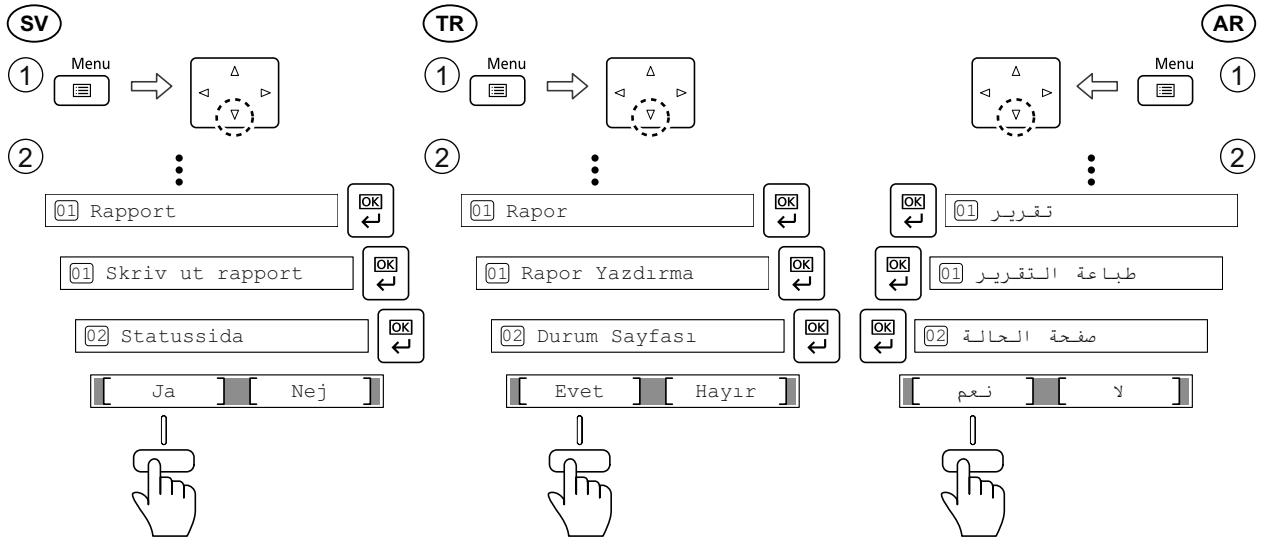 SV
1 Menu
2
01 Rapport OK
01 Skriv ut rapport OK
02 Statussida OK
[ Ja ] [ Nej ]
TR
1 Menu
2
01 Rapor OK
01 Rapor Yazdırma OK
02 Durum Sayfası OK
[ Evet ] [ Hayır ]
AR
1 Menu
2
تقرير 01 OK
طباعة التقرير 01 OK
صفحة الحالة 02 OK
[ نعم ] [ لا ]